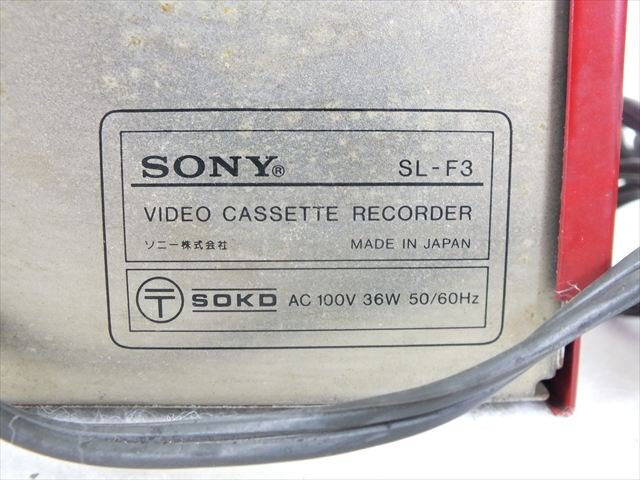 SONY® SL-F3
VIDEO CASSETTE RECORDER
ソニー株式会社 MADE IN JAPAN
〒 SOKD AC 100V 36W 50/60Hz